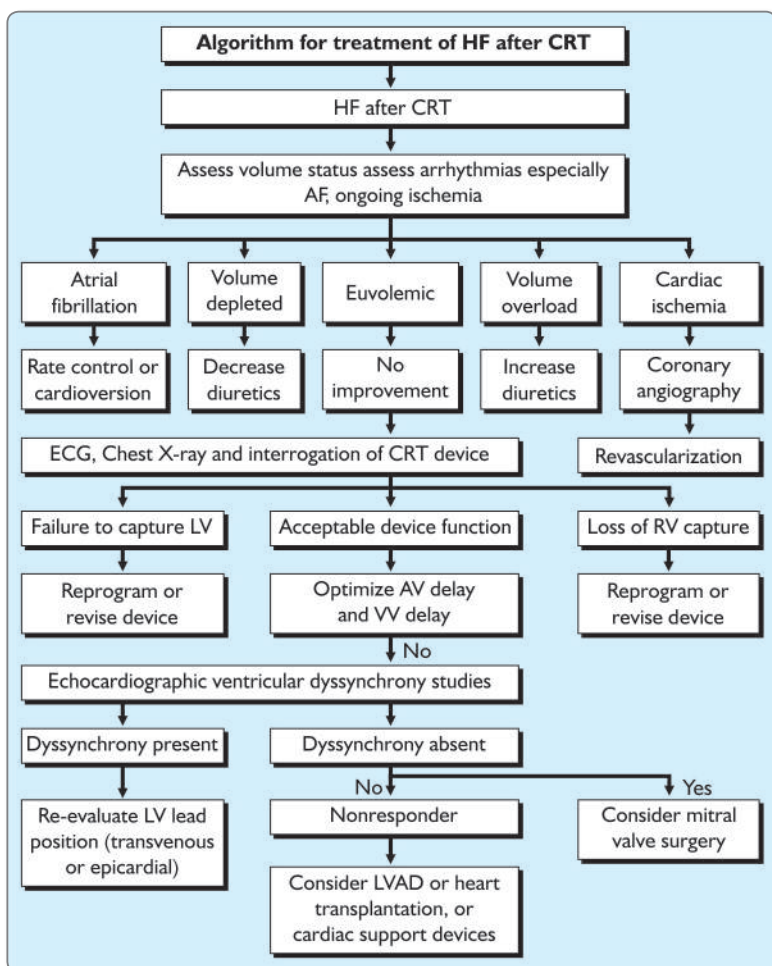 Algorithm for treatment of HF after CRT
HF after CRT
Assess volume status assess arrhythmias especially
AF, ongoing ischemia
Atrial
fibrillation
Volume
depleted
Euvolemic
Volume
overload
Cardiac
ischemia
Rate control or
cardioversion
Decrease
diuretics
No
improvement
Increase
diuretics
Coronary
angiography
ECG, Chest X-ray and interrogation of CRT device
Revascularization
Failure to capture LV
Acceptable device function
Loss of RV capture
Reprogram or
revise device
Optimize AV delay
and VV delay
Reprogram or
revise device
No
Echocardiographic ventricular dyssynchrony studies
Dyssynchrony present
Dyssynchrony absent
No
Yes
Re-evaluate LV lead
position (transvenous
or epicardial)
Nonresponder
Consider mitral
valve surgery
Consider LVAD or heart
transplantation, or
cardiac support devices